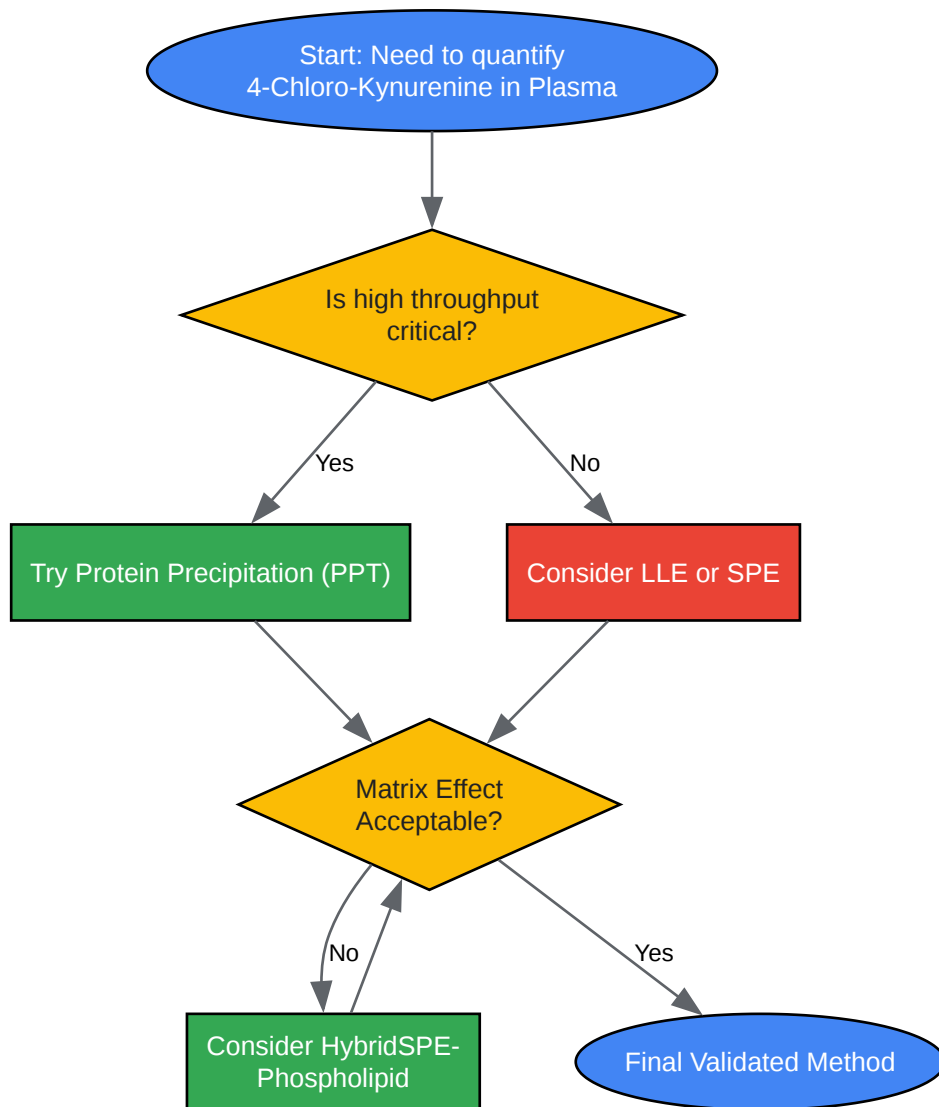 Start: Need to quantify
4-Chloro-Kynurenine in Plasma
Is high throughput
critical?
Yes
No
Try Protein Precipitation (PPT)
Consider LLE or SPE
Matrix Effect
Acceptable?
No
Yes
Consider HybridSPE-
Phospholipid
Final Validated Method